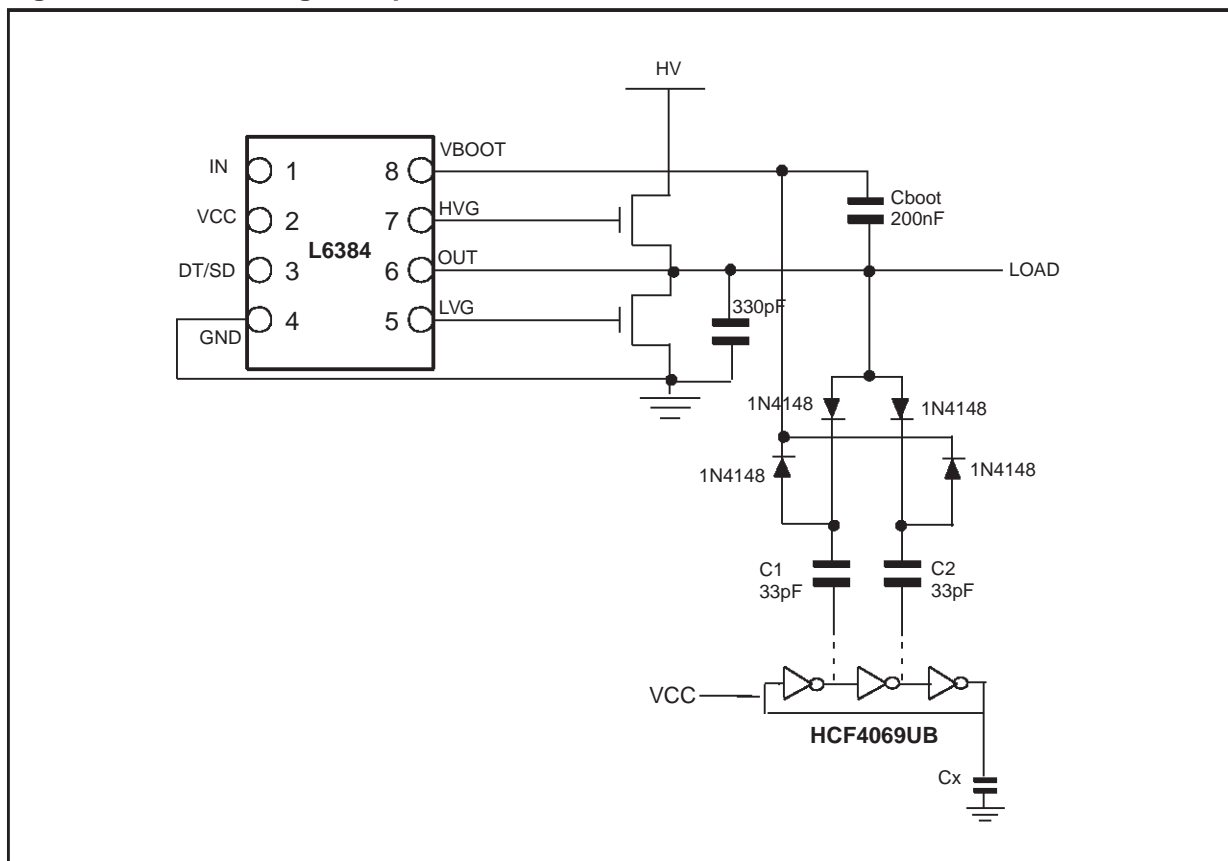 HV
IN
1
8
VBOOT
VCC
2
7
HVG
L6384
DT/SD
3
6
OUT
GND
4
5
LVG
Cboot
200nF
LOAD
330pF
1N4148
1N4148
1N4148
1N4148
C1
33pF
C2
33pF
VCC
HCF4069UB
Cx